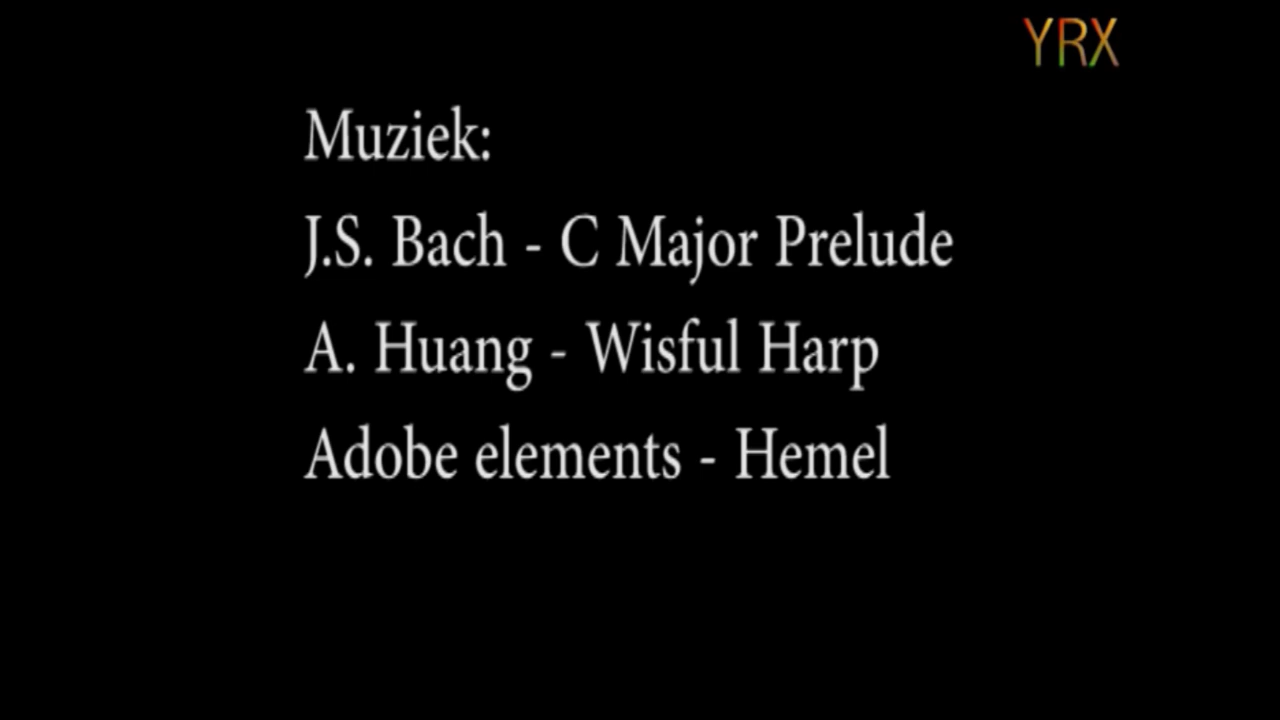 YRX
Muziek:
J.S. Bach - C Major Prelude
A. Huang - Wisful Harp
Adobe elements - Hemel